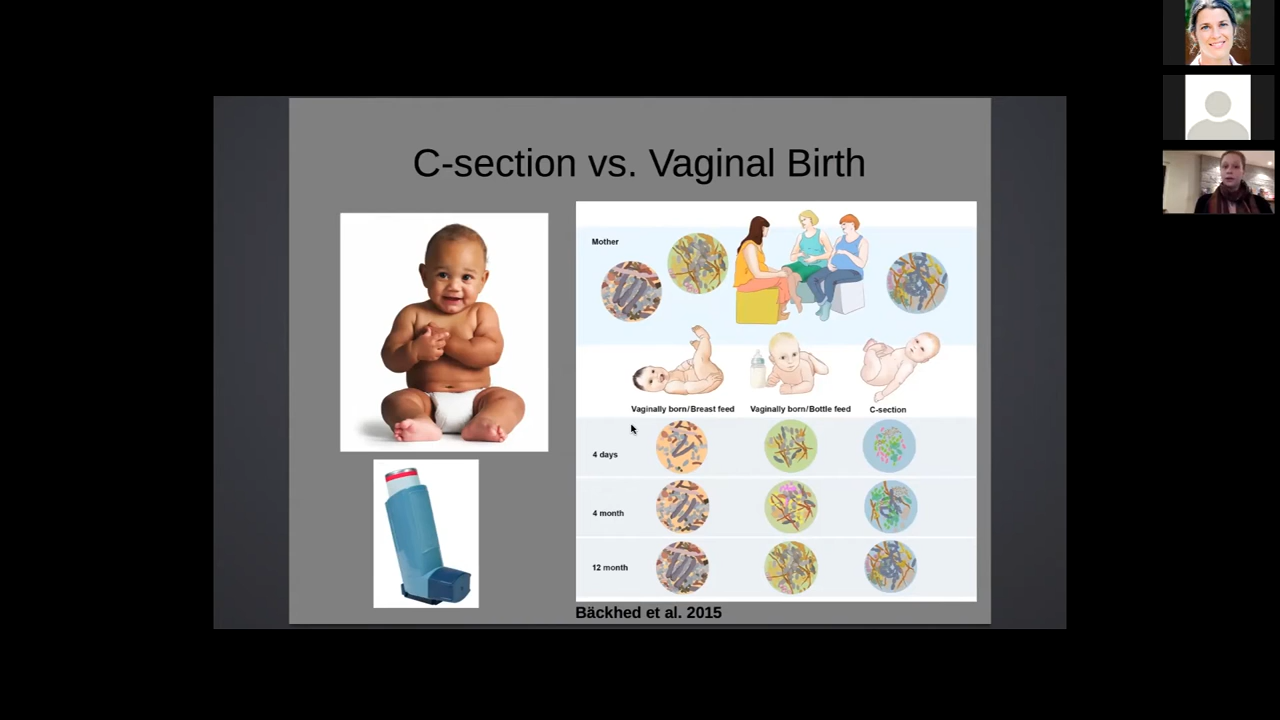 C-section vs. Vaginal Birth
Mother
Vaginally born/Breast feed
Vaginally born/Bottle feed
C-section
4 days
4 month
12 month
Bäckhed et al. 2015